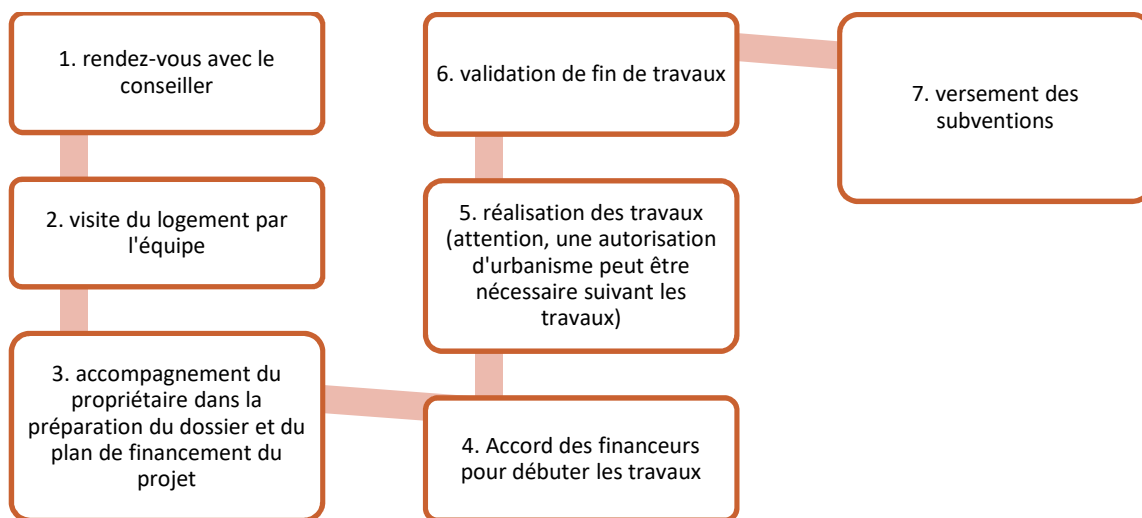 1. rendez-vous avec le
conseiller
2. visite du logement par
l'équipe
3. accompagnement du
propriétaire dans la
préparation du dossier et du
plan de financement du
projet
4. Accord des financeurs
pour débuter les travaux
5. réalisation des travaux
(attention, une autorisation
d'urbanisme peut être
nécessaire suivant les
travaux)
6. validation de fin de travaux
7. versement des
subventions